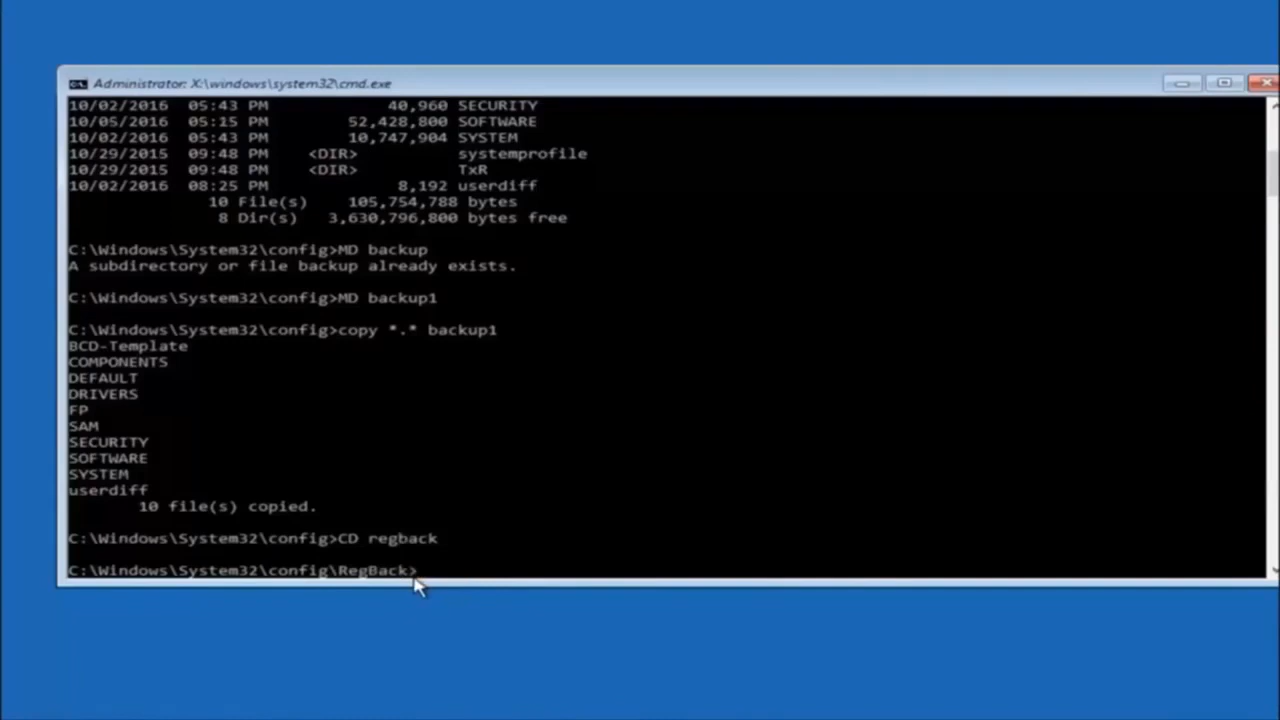 Administrator: X:\windows\system32\cmd.exe
10/02/2016 05:43 PM 40,960 SECURITY
10/05/2016 05:15 PM 52,428,800 SOFTWARE
10/02/2016 05:43 PM 10,747,904 SYSTEM
10/29/2015 09:48 PM <DIR> systemprofile
10/29/2015 09:48 PM <DIR> TxR
10/02/2016 08:25 PM 8,192 userdiff
10 File(s) 105,754,788 bytes
8 Dir(s) 3,630,796,800 bytes free
C:\Windows\System32\config>MD backup
A subdirectory or file backup already exists.
C:\Windows\System32\config>MD backup1
C:\Windows\System32\config>copy *.* backup1
BCD-Template
COMPONENTS
DEFAULT
DRIVERS
FP
SAM
SECURITY
SOFTWARE
SYSTEM
userdiff
10 file(s) copied.
C:\Windows\System32\config>CD regback
C:\Windows\System32\config\RegBack>